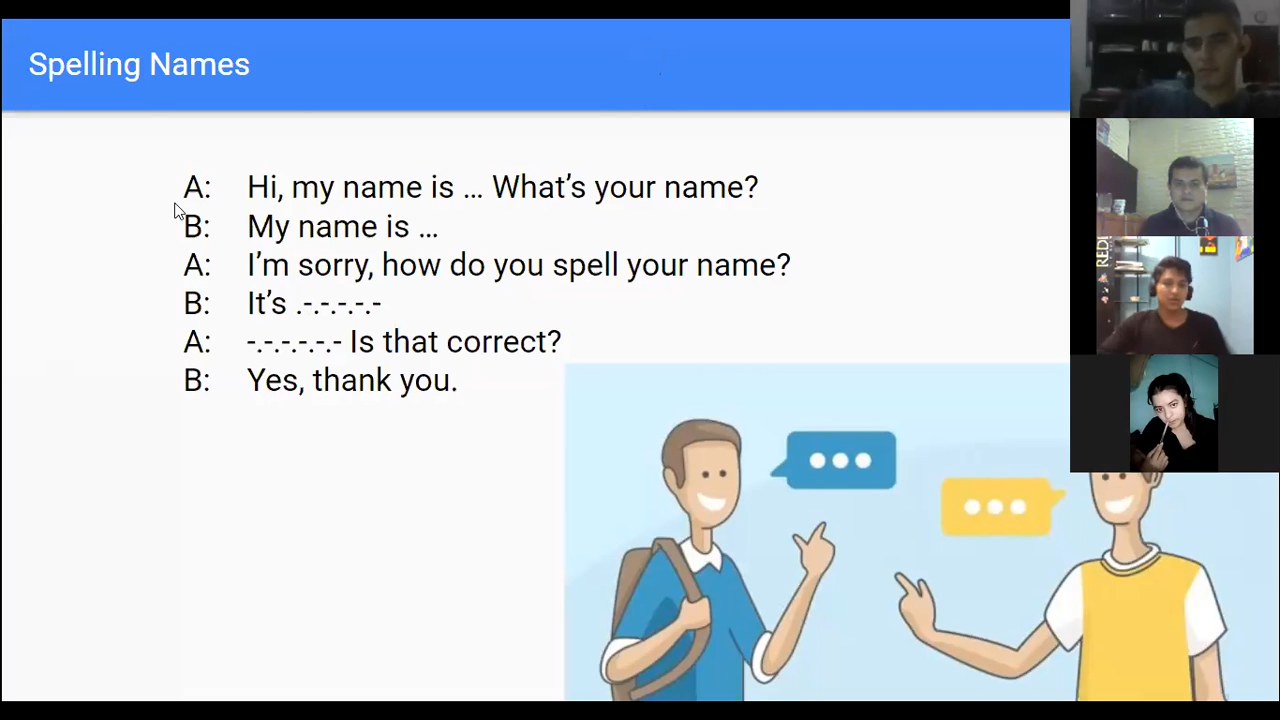 Spelling Names
A: Hi, my name is ... What's your name?
B: My name is ...
A: I'm sorry, how do you spell your name?
B: It's .-.-.-.-.-
A: -.-.-.-.-.- Is that correct?
B: Yes, thank you.
RED